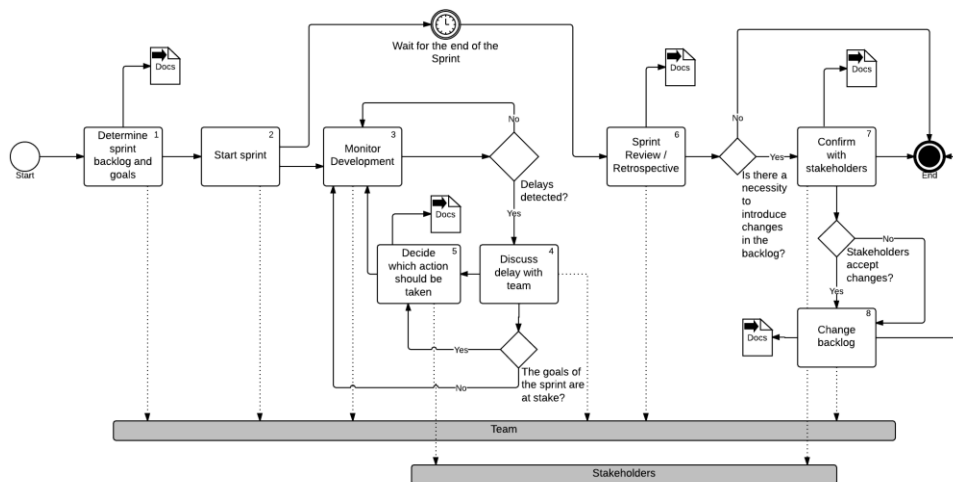 Wait for the end of the
Sprint
Docs
Docs
Docs
No
No
1
Determine
sprint
backlog and
goals
2
Start sprint
3
Monitor
Development
6
Sprint
Review /
Retrospective
7
Confirm with
stakeholders
Yes
Start
End
Delays
detected?
Yes
Is there a
necessity
to
introduce
changes
in the
backlog?
Docs
5
Decide
which action
should be
taken
4
Discuss
delay with
team
No
Stakeholders
accept
changes?
Yes
8
Change
backlog
Docs
Yes
No
The goals of
the sprint are
at stake?
Team
Stakeholders